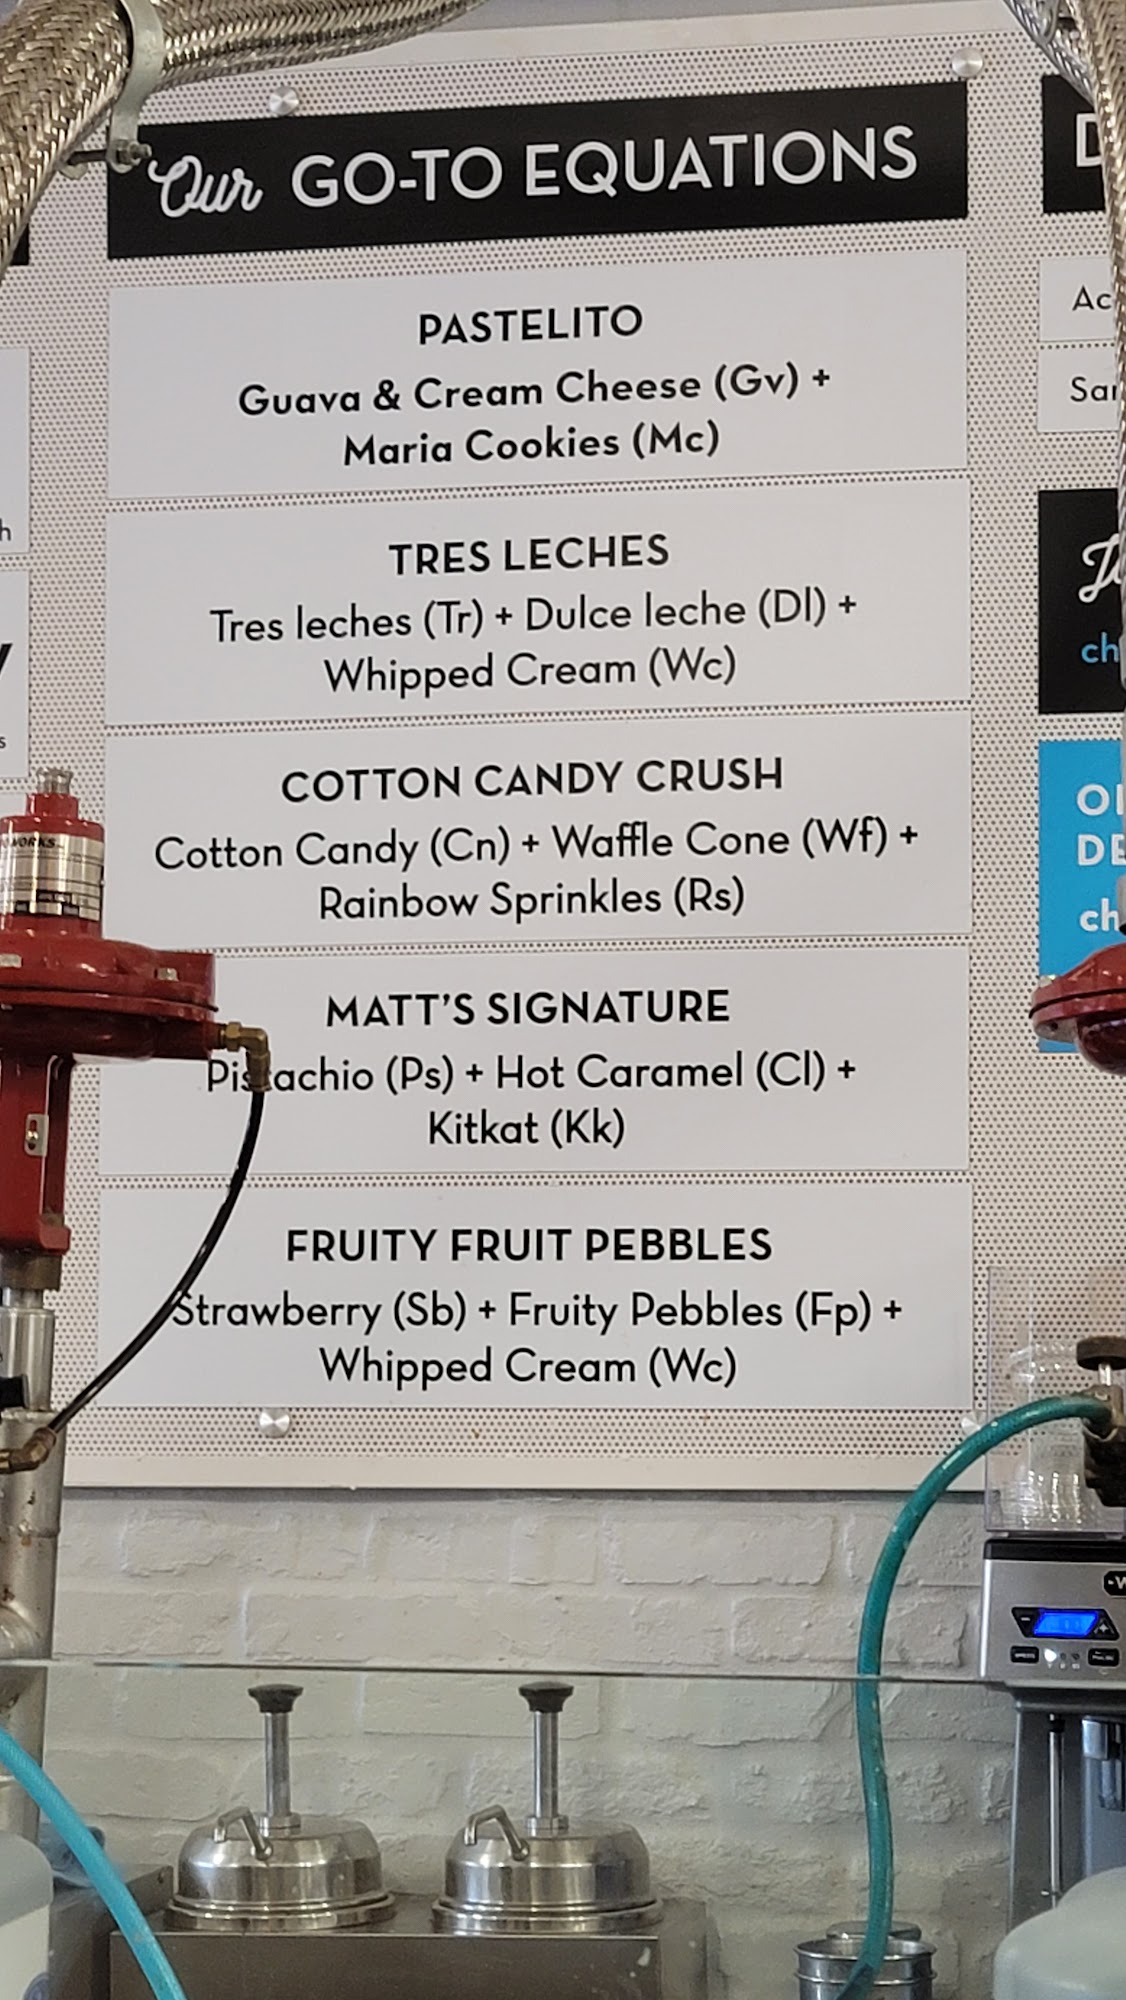 Our GO-TO EQUATIONS
PASTELITO
Guava & Cream Cheese (Gv) +
Maria Cookies (Mc)
TRES LECHES
Tres leches (Tr) + Dulce leche (Dl) +
Whipped Cream (Wc)
COTTON CANDY CRUSH
Cotton Candy (Cn) + Waffle Cone (Wf) +
Rainbow Sprinkles (Rs)
MATT'S SIGNATURE
Pistachio (Ps) + Hot Caramel (Cl) +
Kitkat (Kk)
FRUITY FRUIT PEBBLES
Strawberry (Sb) + Fruity Pebbles (Fp) +
Whipped Cream (Wc)